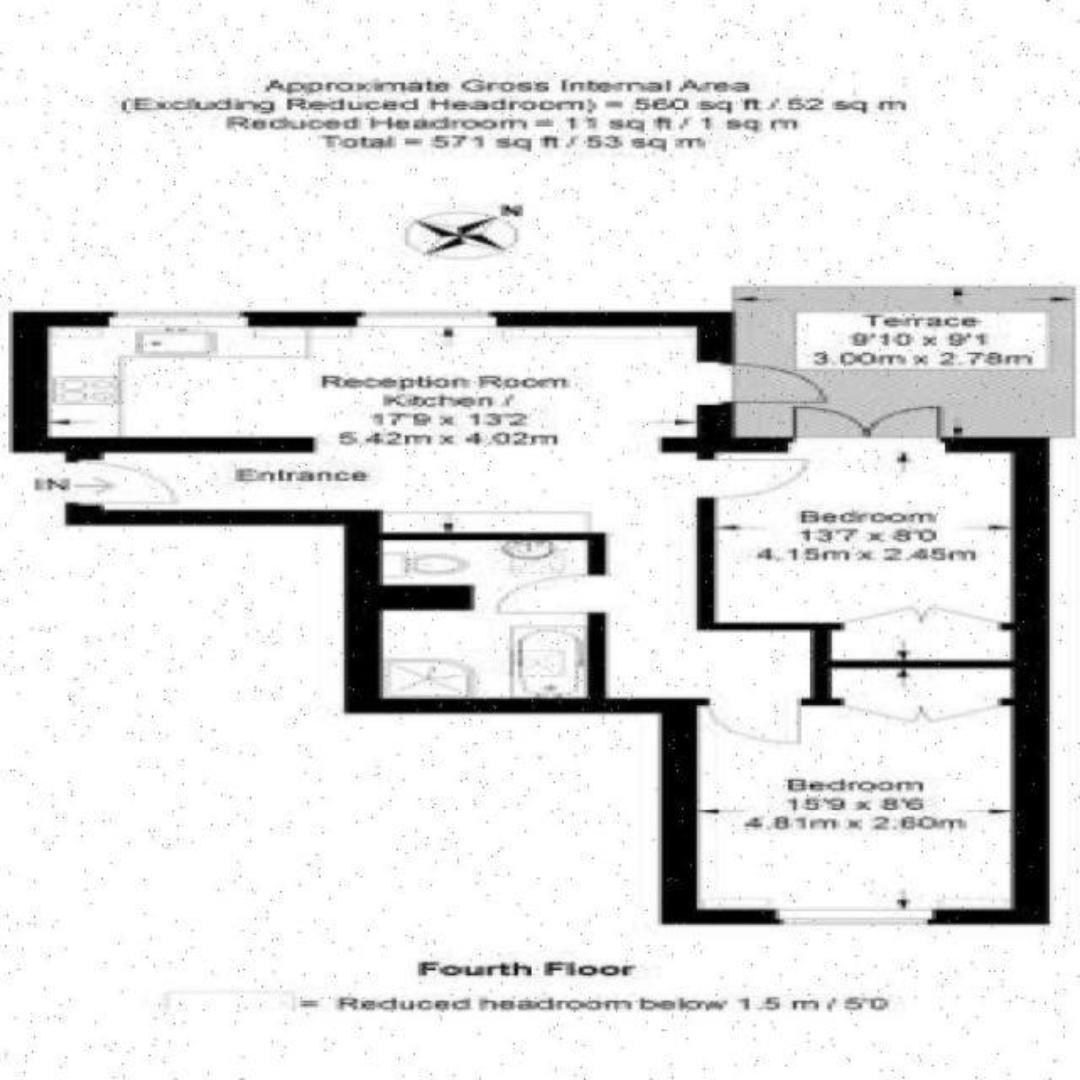 Approximate Gross Internal Area
(Excluding Reduced Headroom) = 560 sq ft / 52 sq m
Reduced Headroom = 11 sq ft / 1 sq m
Total = 571 sq ft / 53 sq m
N
Terrace
9'10 x 9'1
3.00m x 2.78m
Reception Room
Kitchen /
17'9 x 13'2
5.42m x 4.02m
IN
Entrance
Bedroom
13'7 x 8'0
4.15m x 2.45m
Bedroom
15'9 x 8'6
4.81m x 2.60m
Fourth Floor
= Reduced headroom below 1.5 m / 5'0